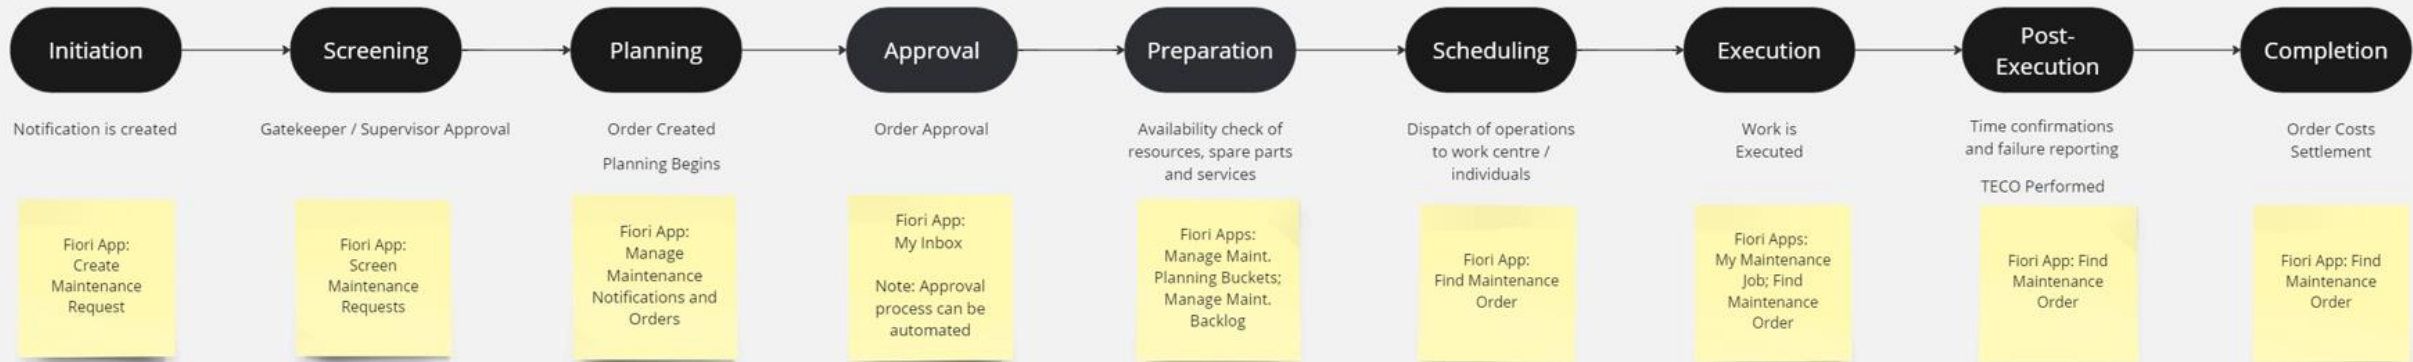 Initiation
Screening
Planning
Approval
Preparation
Scheduling
Execution
Post-
Execution
Completion
Notification is created
Gatekeeper / Supervisor Approval
Order Created
Planning Begins
Order Approval
Availability check of
resources, spare parts
and services
Dispatch of operations
to work centre /
individuals
Work is
Executed
Time confirmations
and failure reporting
TECO Performed
Order Costs
Settlement
Fiori App:
Create
Maintenance
Request
Fiori App:
Screen
Maintenance
Requests
Fiori App:
Manage
Maintenance
Notifications and
Orders
Fiori App:
My Inbox
Note: Approval
process can be
automated
Fiori Apps:
Manage Maint.
Planning Buckets;
Manage Maint.
Backlog
Fiori App:
Find Maintenance
Order
Fiori Apps:
My Maintenance
Job; Find
Maintenance
Order
Fiori App: Find
Maintenance
Order
Fiori App: Find
Maintenance
Order